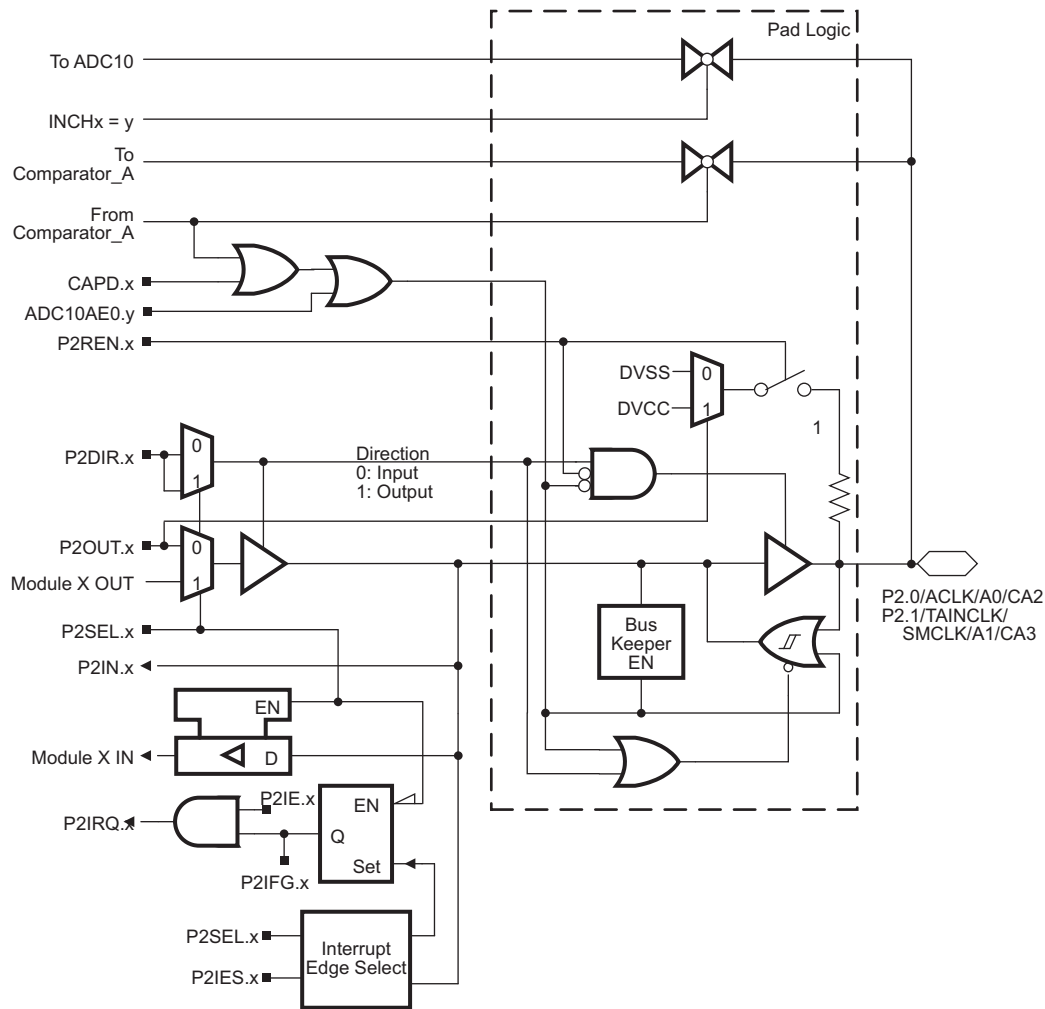 Pad Logic
To ADC10
INCHx = y
To
Comparator_A
From
Comparator_A
CAPD.x
ADC10AE0.y
P2REN.x
DVSS
0
DVCC
1
1
P2DIR.x
0
1
Direction
0: Input
1: Output
P2OUT.x
0
Module X OUT
1
P2.0/ACLK/A0/CA2
P2.1/TAINCLK/
SMCLK/A1/CA3
P2SEL.x
Bus
Keeper
EN
P2IN.x
EN
Module X IN
D
P2IE.x
EN
P2IRQ.x
Q
Set
P2IFG.x
P2SEL.x
Interrupt
Edge Select
P2IES.x